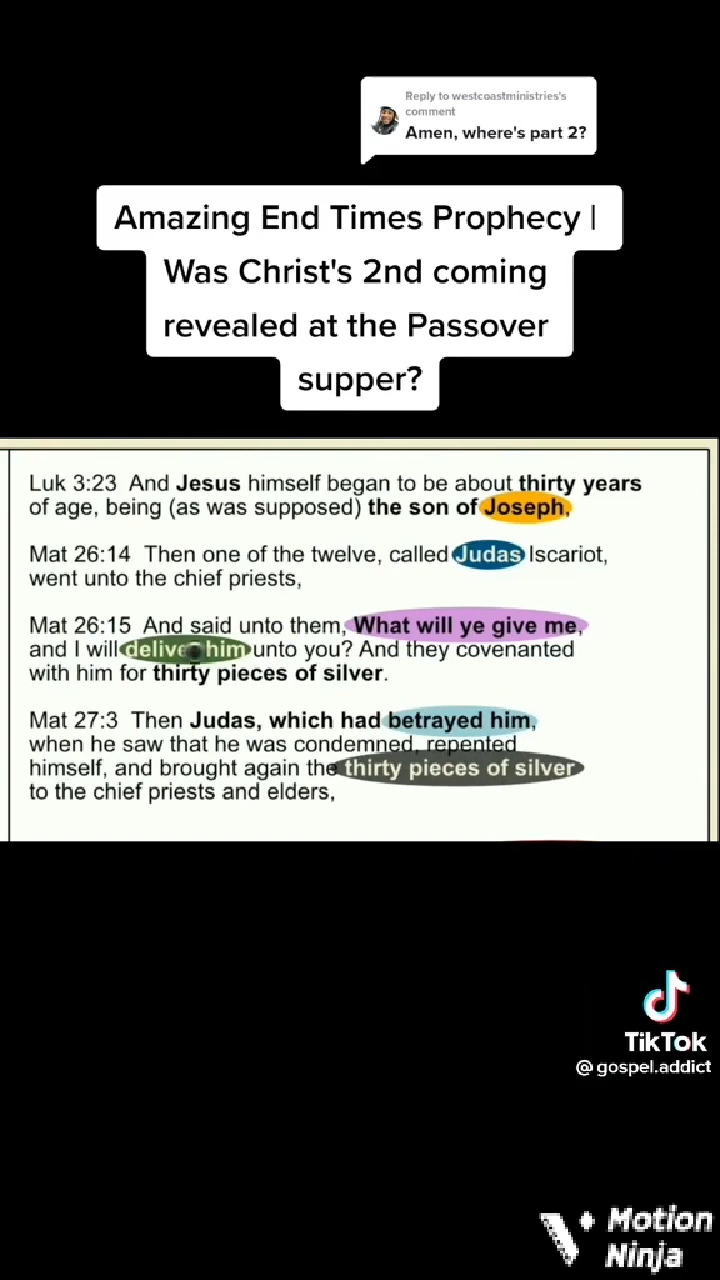 Reply to westcoastministries's
comment
Amen, where's part 2?
Amazing End Times Prophecy |
Was Christ's 2nd coming
revealed at the Passover
supper?
Luk 3:23 And Jesus himself began to be about thirty years
of age, being (as was supposed) the son of Joseph,
Mat 26:14 Then one of the twelve, called Judas Iscariot,
went unto the chief priests,
Mat 26:15 And said unto them, What will ye give me,
and I will deliver him unto you? And they covenanted
with him for thirty pieces of silver.
Mat 27:3 Then Judas, which had betrayed him,
when he saw that he was condemned, repented
himself, and brought again the thirty pieces of silver
to the chief priests and elders,
TikTok
@gospel.addict
Motion
Ninja